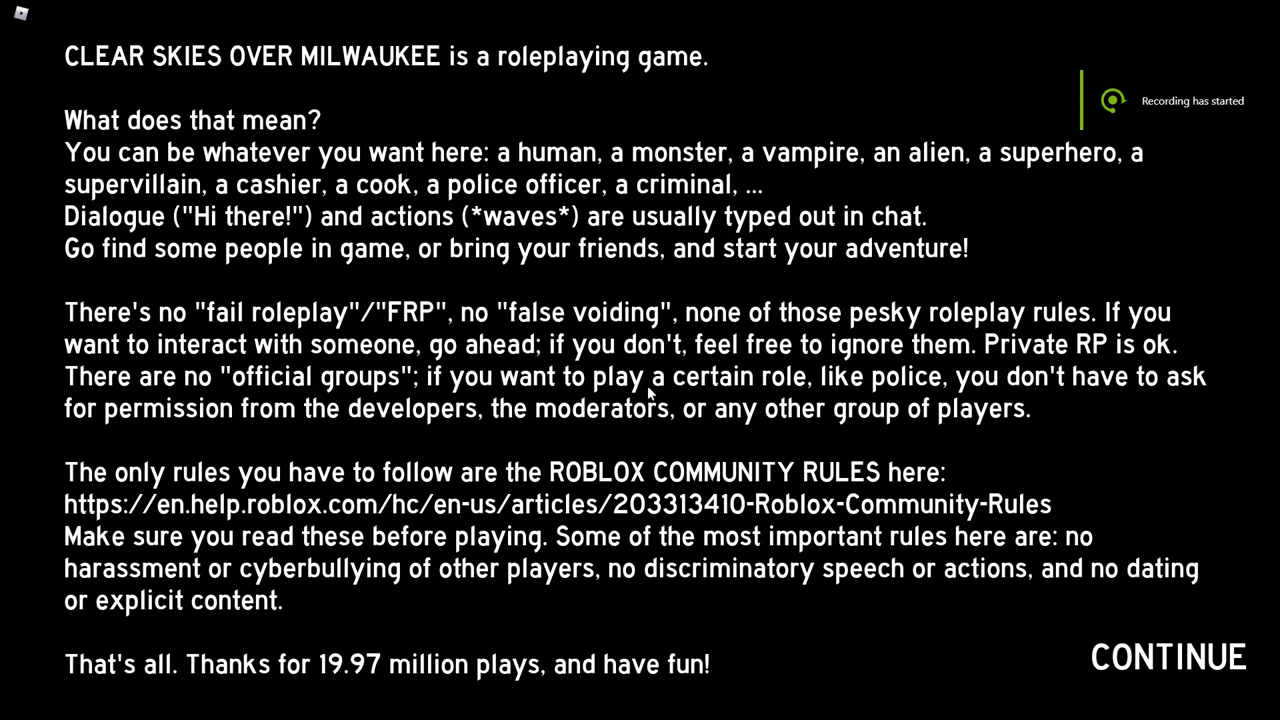 CLEAR SKIES OVER MILWAUKEE is a roleplaying game.
Recording has started
What does that mean?
You can be whatever you want here: a human, a monster, a vampire, an alien, a superhero, a
supervillain, a cashier, a cook, a police officer, a criminal, ...
Dialogue ("Hi there!") and actions (*waves*) are usually typed out in chat.
Go find some people in game, or bring your friends, and start your adventure!
There's no "fail roleplay"/"FRP", no "false voiding", none of those pesky roleplay rules. If you
want to interact with someone, go ahead; if you don't, feel free to ignore them. Private RP is ok.
There are no "official groups"; if you want to play a certain role, like police, you don't have to ask
for permission from the developers, the moderators, or any other group of players.
The only rules you have to follow are the ROBLOX COMMUNITY RULES here:
https://en.help.roblox.com/hc/en-us/articles/203313410-Roblox-Community-Rules
Make sure you read these before playing. Some of the most important rules here are: no
harassment or cyberbullying of other players, no discriminatory speech or actions, and no dating
or explicit content.
That's all. Thanks for 19.97 million plays, and have fun!
CONTINUE